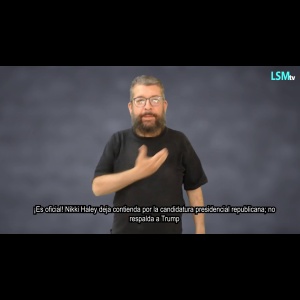 LSMtv
¡Es oficial! Nikki Haley deja contienda por la candidatura presidencial republicana; no
respalda a Trump